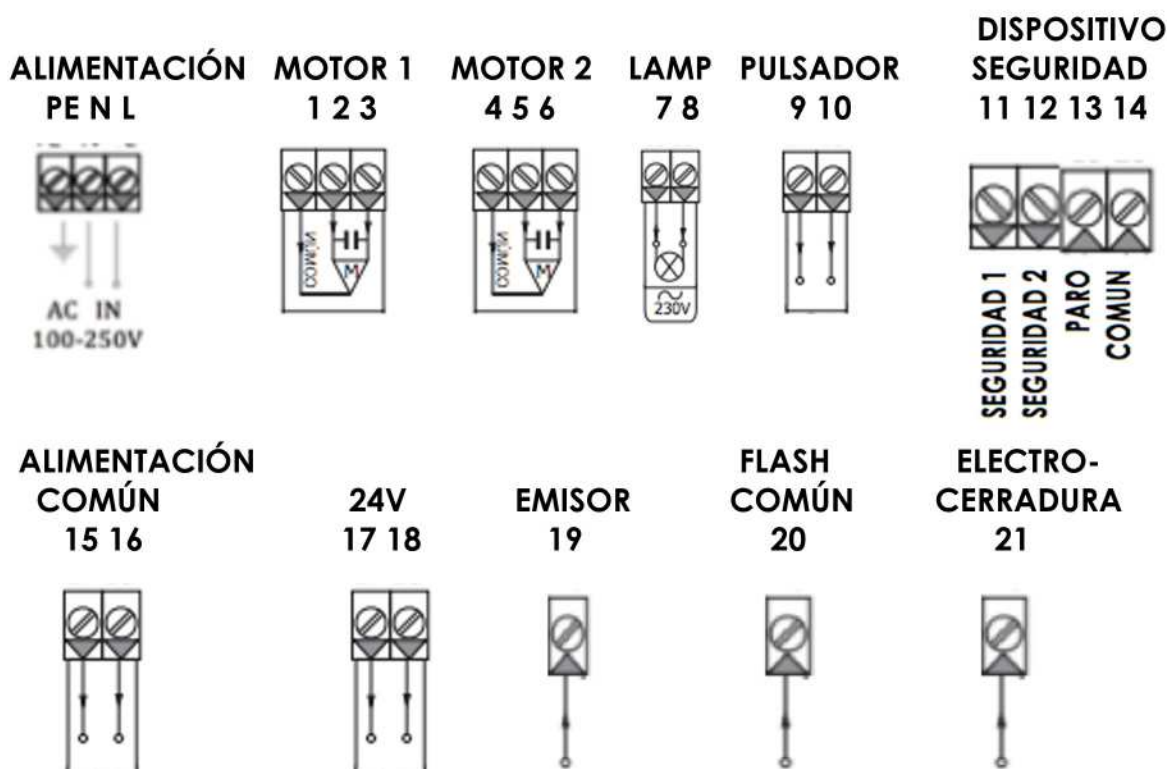 ALIMENTACIÓN
PE N L
AC IN
100-250V
MOTOR 1
1 2 3
COMÚN
M
MOTOR 2
4 5 6
COMÚN
M
LAMP
7 8
230V
PULSADOR
9 10
DISPOSITIVO
SEGURIDAD
11 12 13 14
SEGURIDAD 1
SEGURIDAD 2
PARO
COMUN
ALIMENTACIÓN
COMÚN
15 16
24V
17 18
EMISOR
19
FLASH
COMÚN
20
ELECTRO-
CERRADURA
21